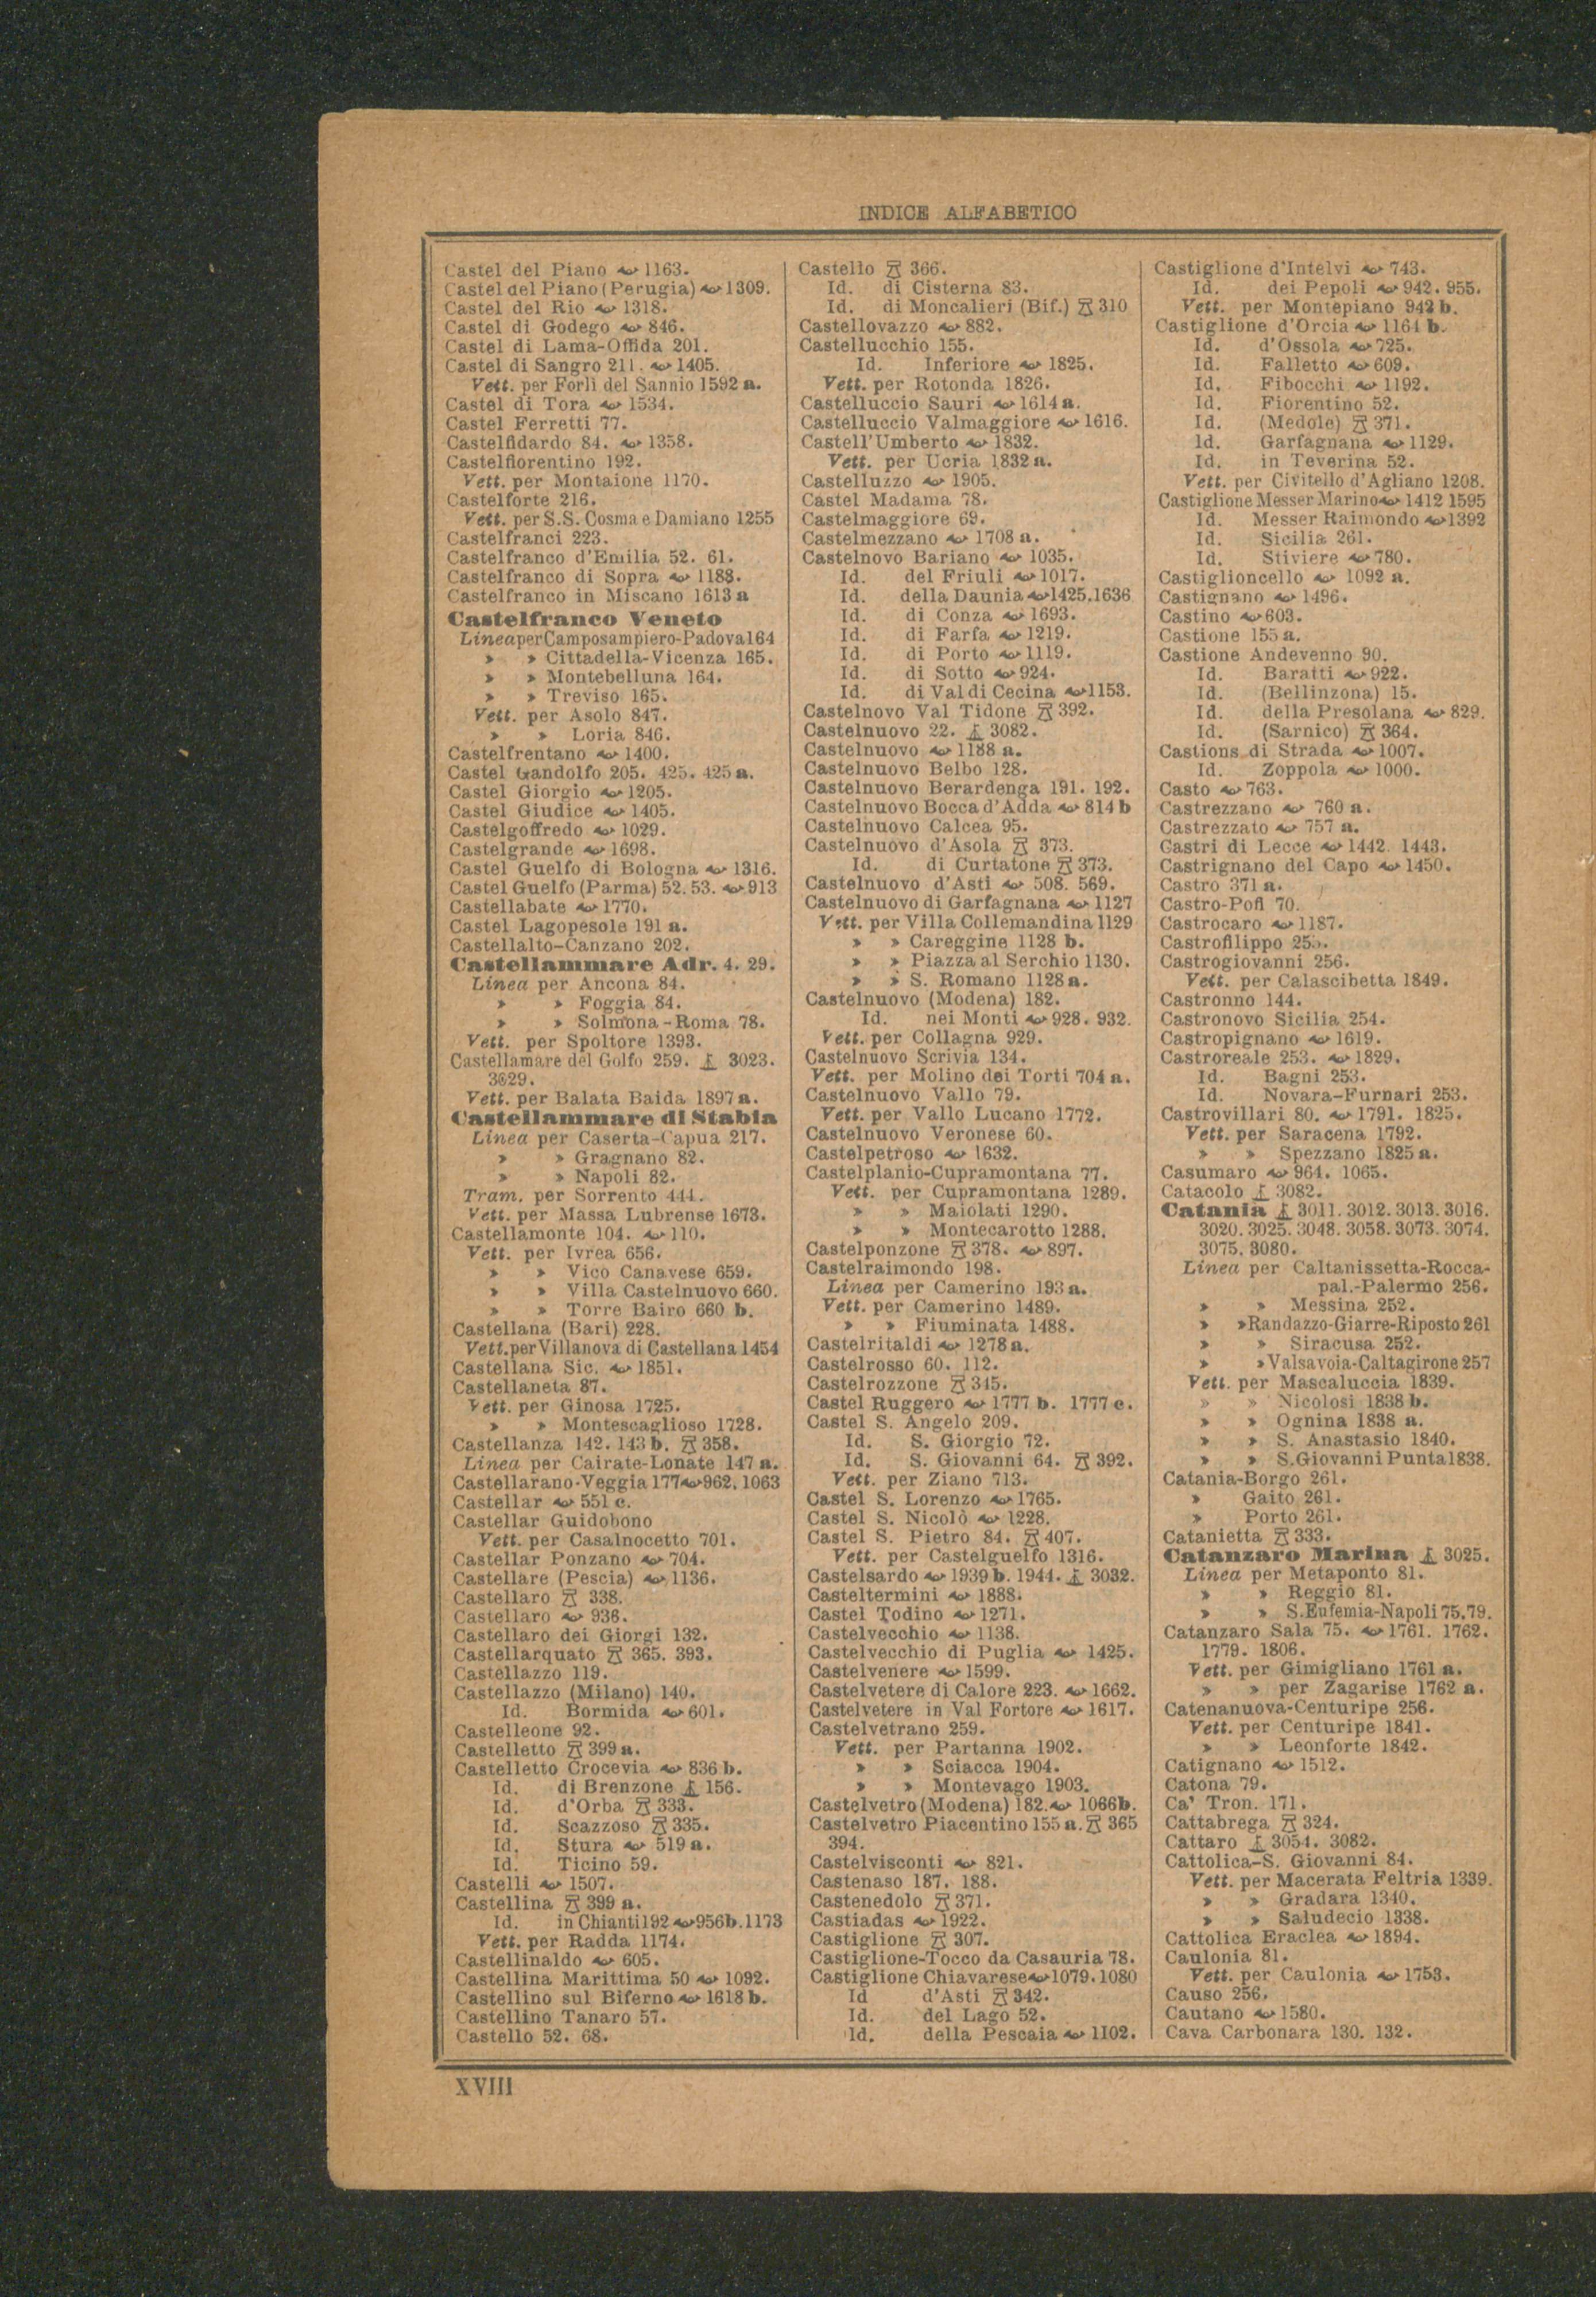 INDICE ALFABETICO
Castel del Piano 1163.
Castel del Piano (Perugia) 1309.
Castel del Rio 1318.
Castel di Godego 846.
Castel di Lama-Offida 201.
Castel di Sangro 211. 1405.
Vett. per Forlì del Sannio 1592 a.
Castel di Tora 1534.
Castel Ferretti 77.
Castelfidardo 84. 1358.
Castelfiorentino 192.
Vett. per Montaione 1170.
Castelforte 216.
Vett. per S.S. Cosma e Damiano 1255
Castelfranci 223.
Castelfranco d'Emilia 52. 61.
Castelfranco di Sopra 1188.
Castelfranco in Miscano 1613 a
Castelfranco Veneto
Linea per Camposampiero-Padova 164
» » Cittadella-Vicenza 165.
» » Montebelluna 164.
» » Treviso 165.
Vett. per Asolo 847.
» » Loria 846.
Castelfrentano 1400.
Castel Gandolfo 205. 425. 425 a.
Castel Giorgio 1205.
Castel Giudice 1405.
Castelgoffredo 1029.
Castelgrande 1698.
Castel Guelfo di Bologna 1316.
Castel Guelfo (Parma) 52. 53. 913
Castellabate 1770.
Castel Lagopesole 191 a.
Castellalto-Canzano 202.
Castellammare Adr. 4. 29.
Linea per Ancona 84.
» » Foggia 84.
» » Solmona-Roma 78.
Vett. per Spoltore 1393.
Castellamare del Golfo 259. 3023.
3029.
Vett. per Balata Baida 1897 a.
Castellammare di Stabia
Linea per Caserta-Capua 217.
» » Gragnano 82.
» » Napoli 82.
Tram. per Sorrento 444.
Vett. per Massa Lubrense 1673.
Castellamonte 104. 110.
Vett. per Ivrea 656.
» » Vico Canavese 659.
» » Villa Castelnuovo 660.
» » Torre Bairo 660 b.
Castellana (Bari) 228.
Vett. per Villanova di Castellana 1454
Castellana Sic. 1851.
Castellaneta 87.
Vett. per Ginosa 1725.
» » Montescaglioso 1728.
Castellanza 142. 143 b. 358.
Linea per Cairate-Lonate 147 a.
Castellarano-Veggia 177 962. 1063
Castellar 551 c.
Castellar Guidobono
Vett. per Casalnocetto 701.
Castellar Ponzano 704.
Castellare (Pescia) 1136.
Castellaro 338.
Castellaro 936.
Castellaro dei Giorgi 132.
Castellarquato 365. 393.
Castellazzo 119.
Castellazzo (Milano) 140.
Id. Bormida 601.
Castelleone 92.
Castelletto 399 a.
Castelletto Crocevia 836 b.
Id. di Brenzone 156.
Id. d'Orba 333.
Id. Scazzoso 335.
Id. Stura 519 a.
Id. Ticino 59.
Castelli 1507.
Castellina 399 a.
Id. in Chianti 192 956b. 1173
Vett. per Radda 1174.
Castellinaldo 605.
Castellina Marittima 50 1092.
Castellino sul Biferno 1618 b.
Castellino Tanaro 57.
Castello 52. 68.
Castello 366.
Id. di Cisterna 83.
Id. di Moncalieri (Bif.) 310
Castellovazzo 882.
Castellucchio 155.
Id. Inferiore 1825.
Vett. per Rotonda 1826.
Castelluccio Sauri 1614 a.
Castelluccio Valmaggiore 1616.
Castell'Umberto 1832.
Vett. per Ucria 1832 a.
Castelluzzo 1905.
Castel Madama 78.
Castelmaggiore 69.
Castelmezzano 1708 a.
Castelnovo Bariano 1035.
Id. del Friuli 1017.
Id. della Daunia 1425.1636
Id. di Conza 1693.
Id. di Farfa 1219.
Id. di Porto 1119.
Id. di Sotto 924.
Id. di Val di Cecina 1153.
Castelnovo Val Tidone 392.
Castelnuovo 22. 3082.
Castelnuovo 1188 a.
Castelnuovo Belbo 128.
Castelnuovo Berardenga 191. 192.
Castelnuovo Bocca d'Adda 814 b
Castelnuovo Calcea 95.
Castelnuovo d'Asola 373.
Id. di Curtatone 373.
Castelnuovo d'Asti 508. 569.
Castelnuovo di Garfagnana 1127
Vett. per Villa Collemandina 1129
» » Careggine 1128 b.
» » Piazza al Serchio 1130.
» » S. Romano 1128 a.
Castelnuovo (Modena) 182.
Id. nei Monti 928. 932.
Vett. per Collagna 929.
Castelnuovo Scrivia 134.
Vett. per Molino dei Torti 704 a.
Castelnuovo Vallo 79.
Vett. per Vallo Lucano 1772.
Castelnuovo Veronese 60.
Castelpetroso 1632.
Castelplanio-Cupramontana 77.
Vett. per Cupramontana 1289.
» » Maiolati 1290.
» » Montecarotto 1288.
Castelponzone 378. 897.
Castelraimondo 198.
Linea per Camerino 193 a.
Vett. per Camerino 1489.
» » Fiuminata 1488.
Castelritaldi 1278 a.
Castelrosso 60. 112.
Castelrozzone 345.
Castel Ruggero 1777 b. 1777 c.
Castel S. Angelo 209.
Id. S. Giorgio 72.
Id. S. Giovanni 64. 392.
Vett. per Ziano 713.
Castel S. Lorenzo 1765.
Castel S. Nicolò 1228.
Castel S. Pietro 84. 407.
Vett. per Castelguelfo 1316.
Castelsardo 1939 b. 1944. 3032.
Casteltermini 1888.
Castel Todino 1271.
Castelvecchio 1138.
Castelvecchio di Puglia 1425.
Castelvenere 1599.
Castelvetere di Calore 223. 1662.
Castelvetere in Val Fortore 1617.
Castelvetrano 259.
Vett. per Partanna 1902.
» » Sciacca 1904.
» » Montevago 1903.
Castelvetro (Modena) 182. 1066b.
Castelvetro Piacentino 155 a. 365
394.
Castelvisconti 821.
Castenaso 187. 188.
Castenedolo 371.
Castiadas 1922.
Castiglione 307.
Castiglione-Tocco da Casauria 78.
Castiglione Chiavarese 1079. 1080
Id d'Asti 342.
Id. del Lago 52.
Id. della Pescaia 1102.
Castiglione d'Intelvi 743.
Id. dei Pepoli 942. 955.
Vett. per Montepiano 942 b.
Castiglione d'Orcia 1164 b.
Id. d'Ossola 725.
Id. Falletto 609.
Id. Fibocchi 1192.
Id. Fiorentino 52.
Id. (Medole) 371.
Id. Garfagnana 1129.
Id. in Teverina 52.
Vett. per Civitello d'Agliano 1208.
Castiglione Messer Marino 1412 1595
Id. Messer Raimondo 1392
Id. Sicilia 261.
Id. Stiviere 780.
Castiglioncello 1092 a.
Castignano 1496.
Castino 603.
Castione 155 a.
Castione Andevenno 90.
Id. Baratti 922.
Id. (Bellinzona) 15.
Id. della Presolana 829.
Id. (Sarnico) 364.
Castions di Strada 1007.
Id. Zoppola 1000.
Casto 763.
Castrezzano 760 a.
Castrezzato 757 a.
Castri di Lecce 1442. 1443.
Castrignano del Capo 1450.
Castro 371 a.
Castro-Pofi 70.
Castrocaro 1187.
Castrofilippo 255.
Castrogiovanni 256.
Vett. per Calascibetta 1849.
Castronno 144.
Castronovo Sicilia 254.
Castropignano 1619.
Castroreale 253. 1829.
Id. Bagni 253.
Id. Novara-Furnari 253.
Castrovillari 80. 1791. 1825.
Vett. per Saracena 1792.
» » Spezzano 1825 a.
Casumaro 964. 1065.
Catacolo 3082.
Catania 3011. 3012. 3013. 3016.
3020. 3025. 3048. 3058. 3073. 3074.
3075. 3080.
Linea per Caltanissetta-Rocca-
pal.-Palermo 256.
» » Messina 252.
» » Randazzo-Giarre-Riposto 261
» » Siracusa 252.
» » Valsavoia-Caltagirone 257
Vett. per Mascaluccia 1839.
» » Nicolosi 1838 b.
» » Ognina 1838 a.
» » S. Anastasio 1840.
» » S. Giovanni Punta 1838.
Catania-Borgo 261.
» Gaito 261.
» Porto 261.
Catanietta 333.
Catanzaro Marina 3025.
Linea per Metaponto 81.
» » Reggio 81.
» » S. Eufemia-Napoli 75. 79.
Catanzaro Sala 75. 1761. 1762.
1779. 1806.
Vett. per Gimigliano 1761 a.
» » per Zagarise 1762 a.
Catenanuova-Centuripe 256.
Vett. per Centuripe 1841.
» » Leonforte 1842.
Catignano 1512.
Catona 79.
Ca' Tron. 171.
Cattabrega 324.
Cattaro 3054. 3082.
Cattolica-S. Giovanni 84.
Vett. per Macerata Feltria 1339.
» » Gradara 1340.
» » Saludecio 1338.
Cattolica Eraclea 1894.
Caulonia 81.
Vett. per Caulonia 1753.
Causo 256.
Cautano 1580.
Cava Carbonara 130. 132.
XVIII